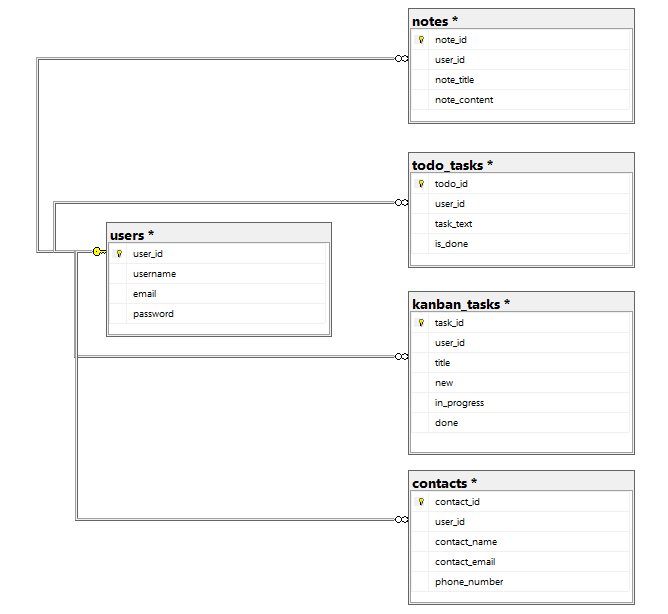 notes *
note_id
user_id
note_title
note_content
todo_tasks *
todo_id
user_id
task_text
is_done
users *
user_id
username
email
password
kanban_tasks *
task_id
user_id
title
new
in_progress
done
contacts *
contact_id
user_id
contact_name
contact_email
phone_number